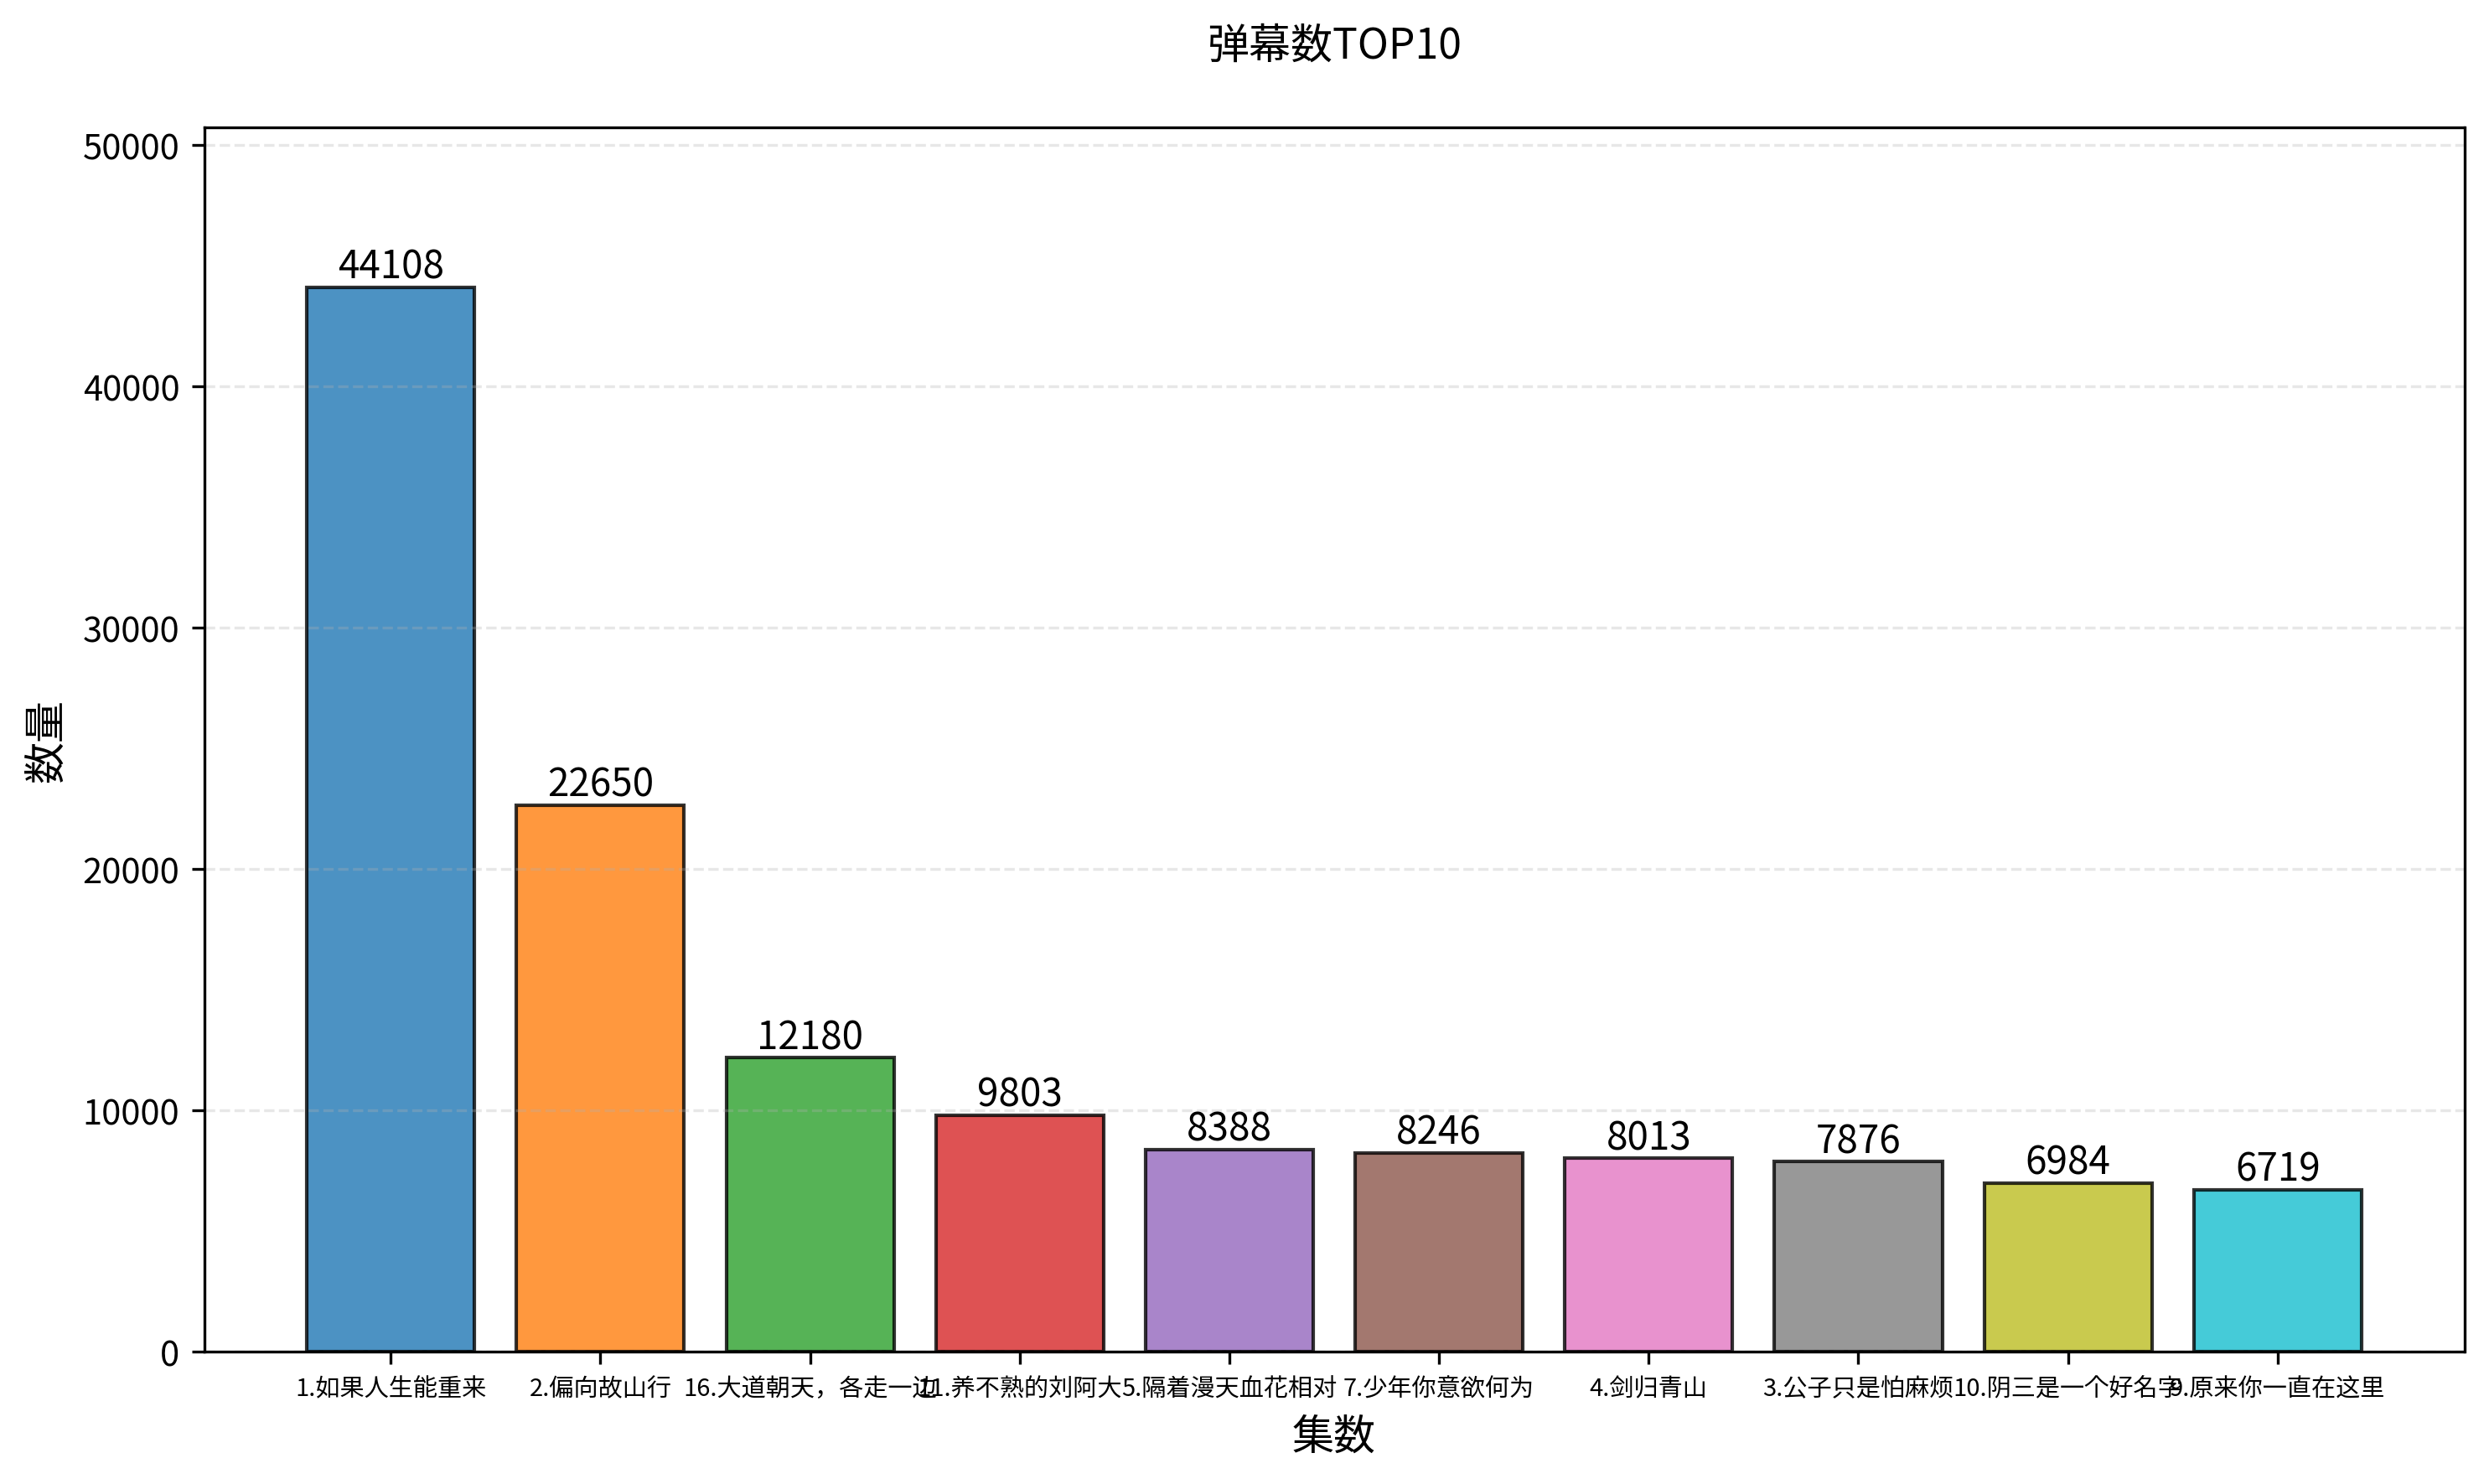 弹幕数TOP10
数量
50000
40000
30000
20000
10000
0
44108
22650
12180
9803
8388
8246
8013
7876
6984
6719
1.如果人生能重来
2.偏向故山行
16.大道朝天，各走一边
11.养不熟的刘阿大
5.隔着漫天血花相对
7.少年你意欲何为
4.剑归青山
3.公子只是怕麻烦
10.阴三是一个好名字
9.原来你一直在这里
集数